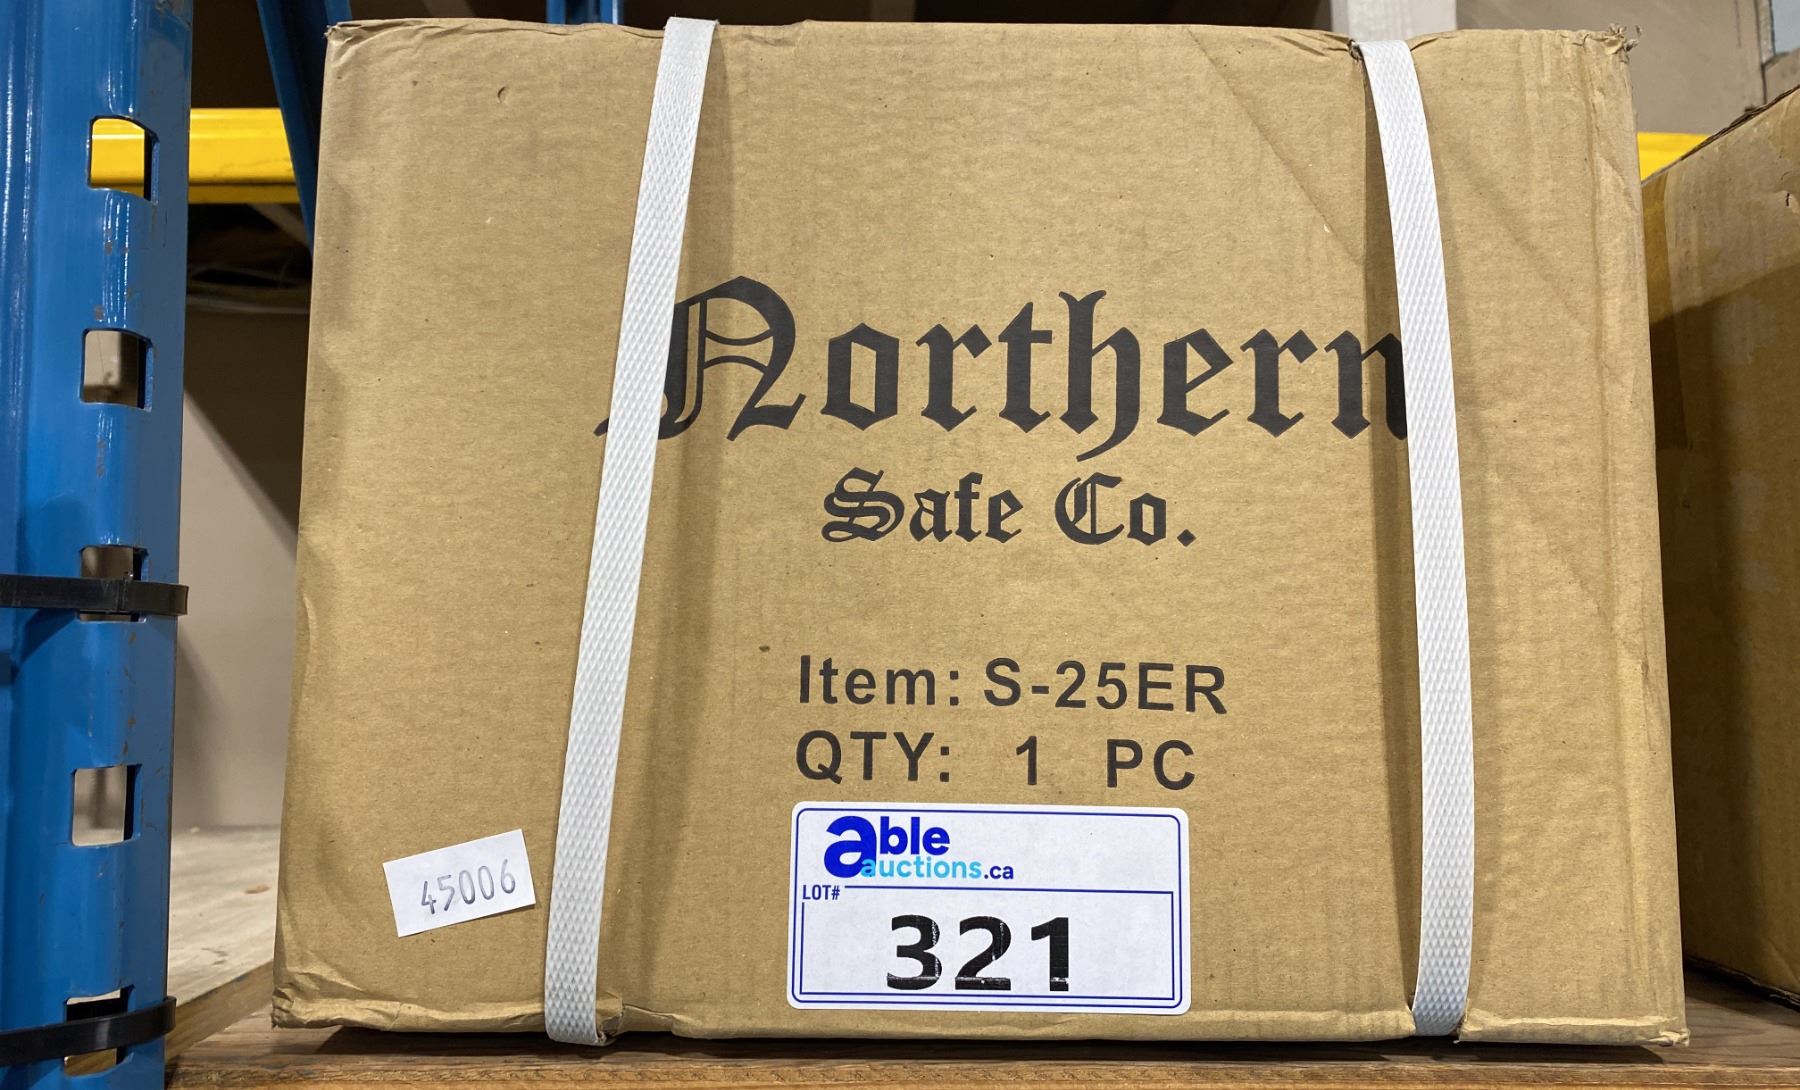 Northern
Safe Co.
Item: S-25ER
QTY: 1 PC
45006
able
auctions.ca
LOT#
321